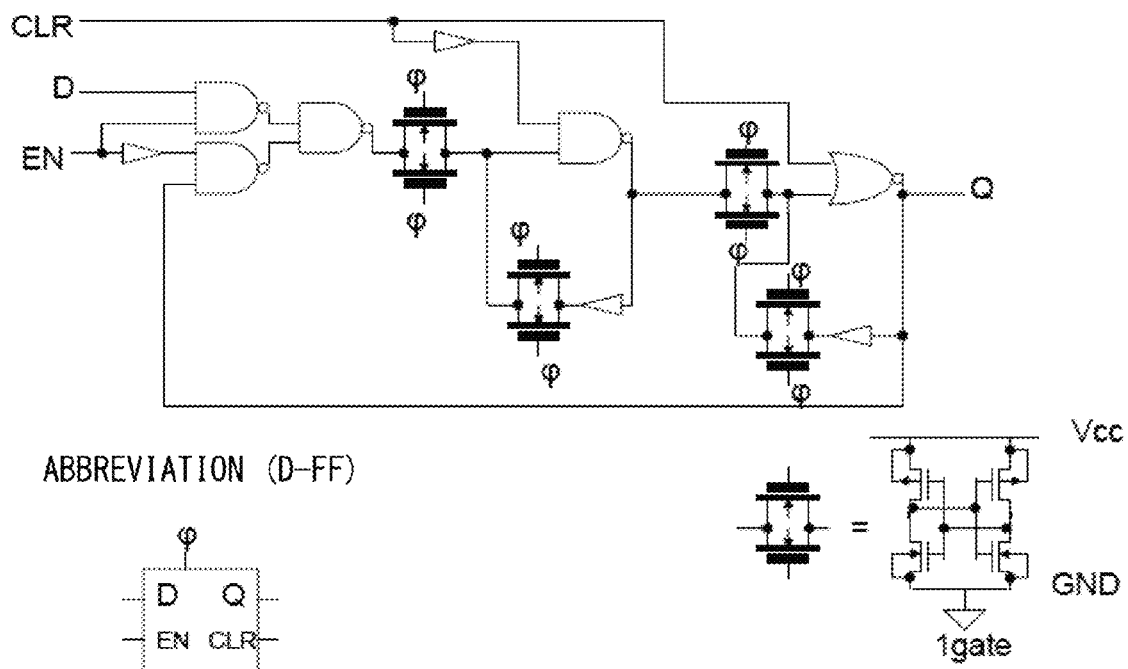 CLR
D
EN
φ
φ
φ
φ
φ
φ
φ
φ
Q
Vcc
ABBREVIATION (D-FF)
φ
D Q
EN CLR
=
GND
1gate